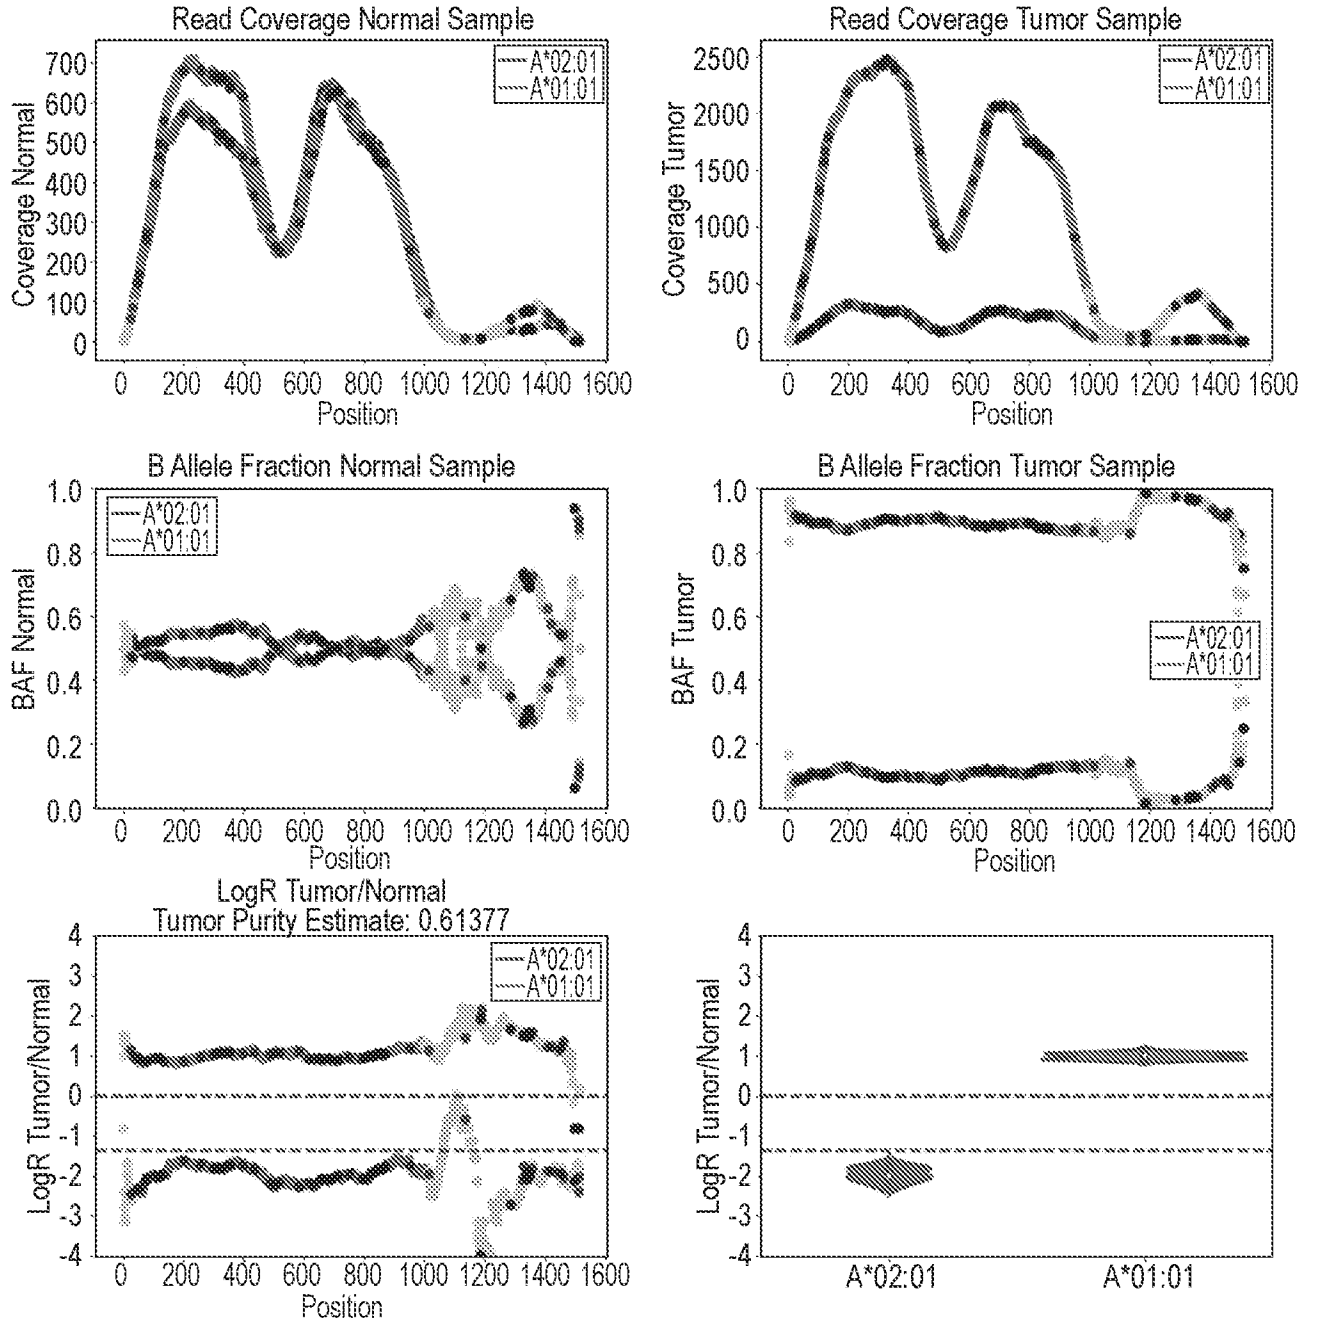 Read Coverage Normal Sample
Coverage Normal
700
600
500
400
300
200
100
0
A*02:01
A*01:01
0 200 400 600 800 1000 1200 1400 1600
Position
Read Coverage Tumor Sample
Coverage Tumor
2500
2000
1500
1000
500
0
A*02:01
A*01:01
0 200 400 600 800 1000 1200 1400 1600
Position
B Allele Fraction Normal Sample
BAF Normal
1.0
0.8
0.6
0.4
0.2
0.0
A*02:01
A*01:01
0 200 400 600 800 1000 1200 1400 1600
Position
B Allele Fraction Tumor Sample
BAF Tumor
1.0
0.8
0.6
0.4
0.2
0.0
A*02:01
A*01:01
0 200 400 600 800 1000 1200 1400 1600
Position
LogR Tumor/Normal
Tumor Purity Estimate: 0.61377
LogR Tumor/Normal
4
3
2
1
0
-1
-2
-3
-4
A*02:01
A*01:01
0 200 400 600 800 1000 1200 1400 1600
Position
LogR Tumor/Normal
4
3
2
1
0
-1
-2
-3
-4
A*02:01 A*01:01